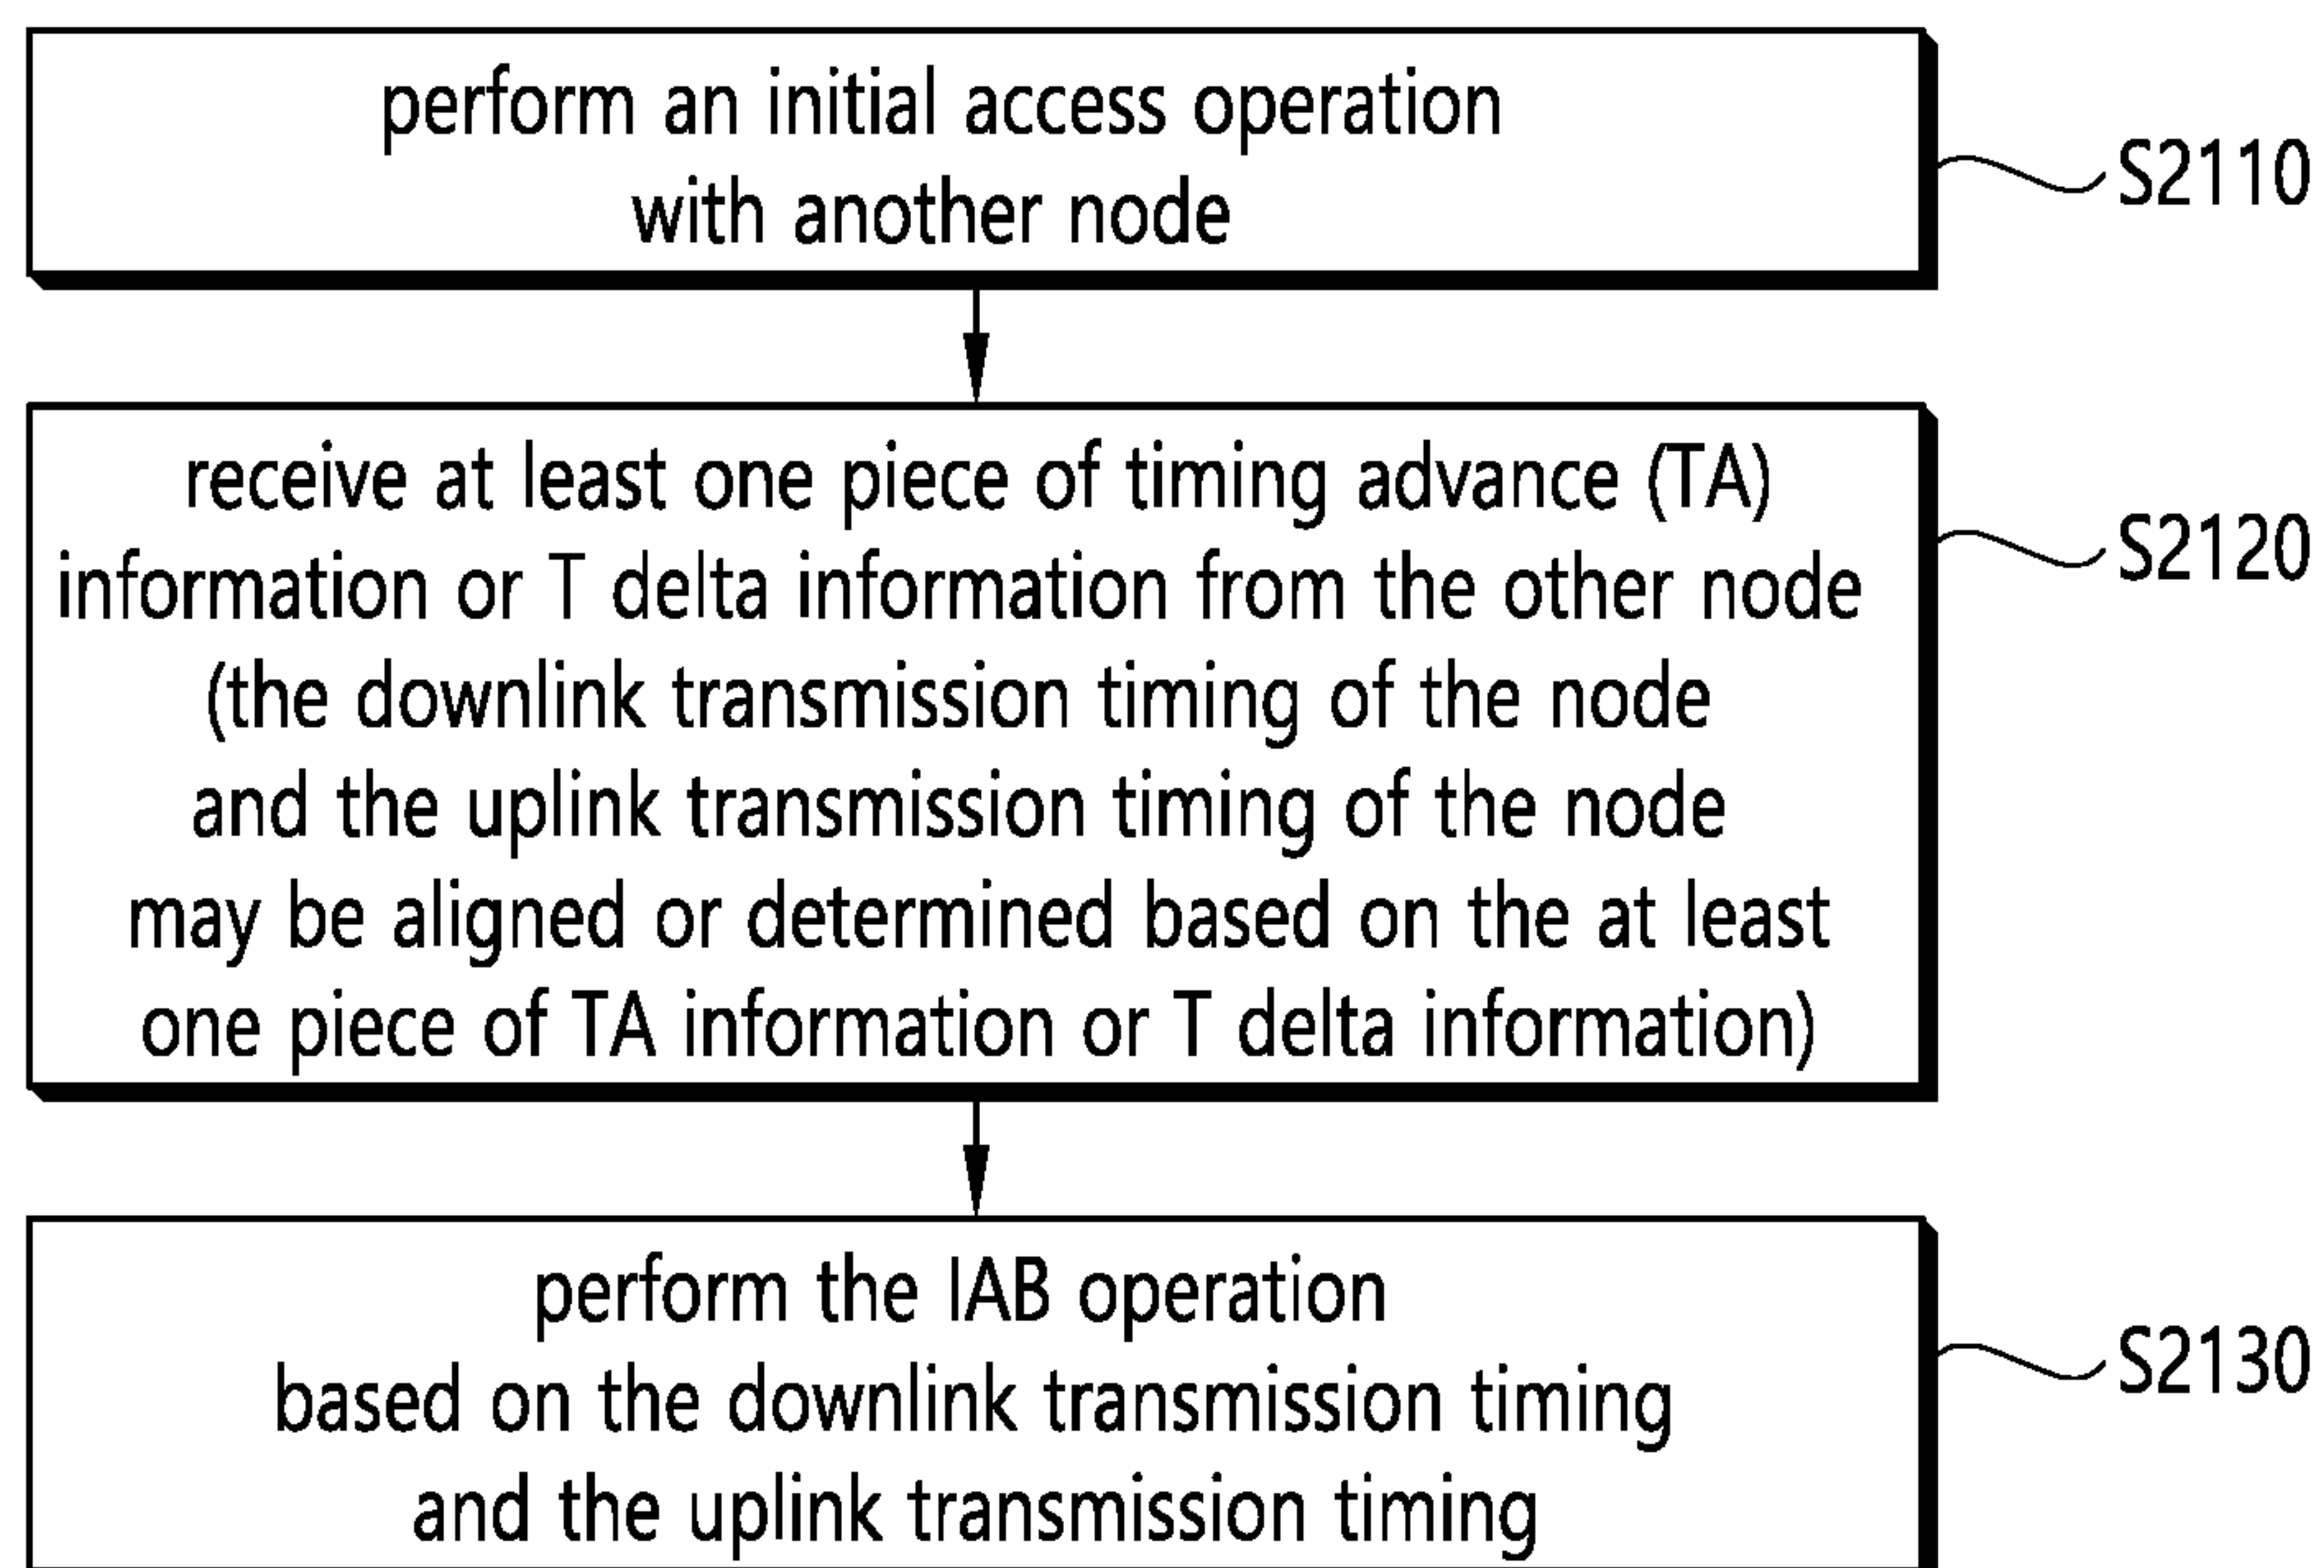 perform an initial access operation
with another node
S2110
receive at least one piece of timing advance (TA)
information or T delta information from the other node
(the downlink transmission timing of the node
and the uplink transmission timing of the node
may be aligned or determined based on the at least
one piece of TA information or T delta information)
S2120
perform the IAB operation
based on the downlink transmission timing
and the uplink transmission timing
S2130